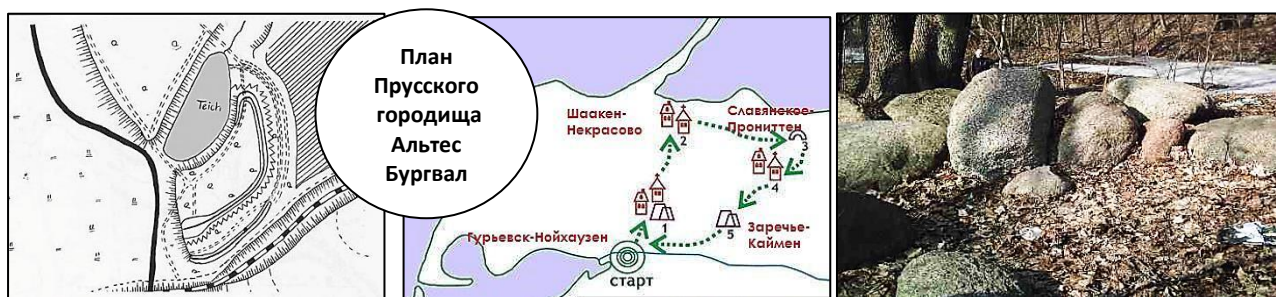 Teich
План
Прусского
городища
Альтес
Бургвал
Шаакен-
Некрасово
Славянское-
Прониттен
2
3
4
1
5
Заречье-
Каймен
Гурьевск-Нойхаузен
старт